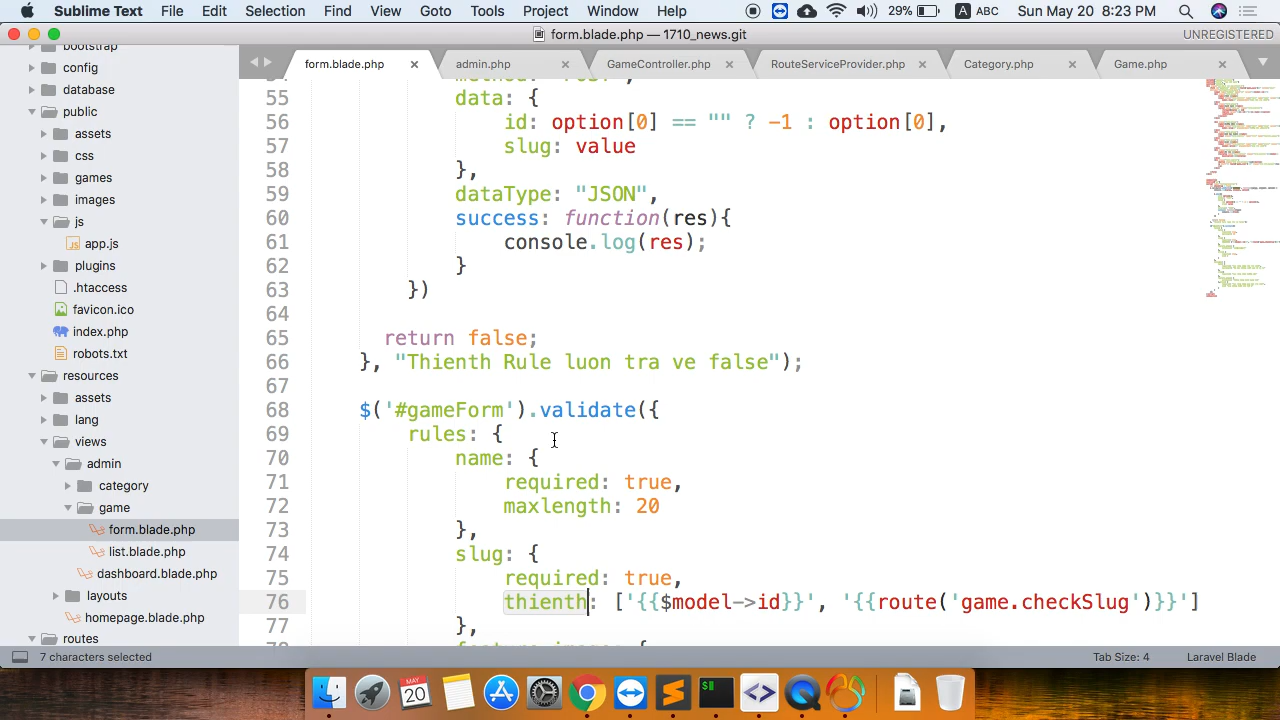 Sublime Text File Edit Selection Find View Goto Tools Project Window Help 29% A ABC Sun May 20 8:23 PM
form.blade.php — 1710_news.git UNREGISTERED
bootstrap
config
database
public
assets
css
games
js
app.js
plugins
.htaccess
favicon.ico
index.php
robots.txt
resources
assets
lang
views
admin
category
game
form.blade.php
list.blade.php
dashboard.blade.php
layouts
homepage.blade.php
routes
form.blade.php admin.php GameController.php RouteServiceProvider.php Category.php Game.php
55 data: {
56 id: option[0] == "" ? -1 : option[0],
57 slug: value
58 },
59 dataType: "JSON",
60 success: function(res){
61 console.log(res);
62 }
63 })
64
65 return false;
66 }, "Thienth Rule luon tra ve false");
67
68 $('#gameForm').validate({
69 rules: {
70 name: {
71 required: true,
72 maxlength: 20
73 },
74 slug: {
75 required: true,
76 thienth: ['{{$model->id}}', '{{route('game.checkSlug')}}']
77 },
7 characters selected Tab Size: 4 Laravel Blade
MAY
20
$